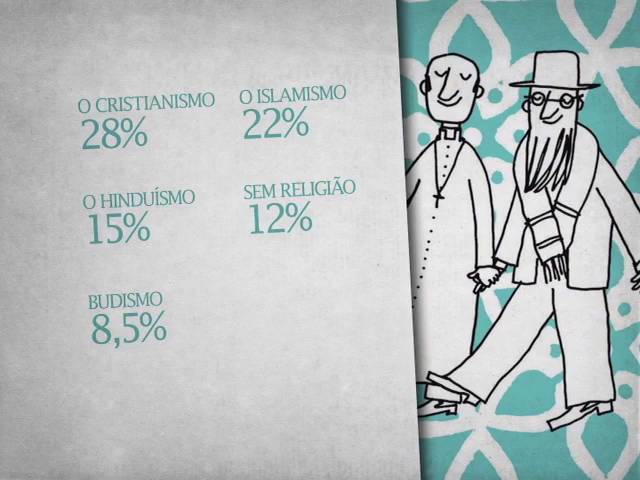 O CRISTIANISMO
28%
O ISLAMISMO
22%
O HINDUÍSMO
15%
SEM RELIGIÃO
12%
BUDISMO
8,5%